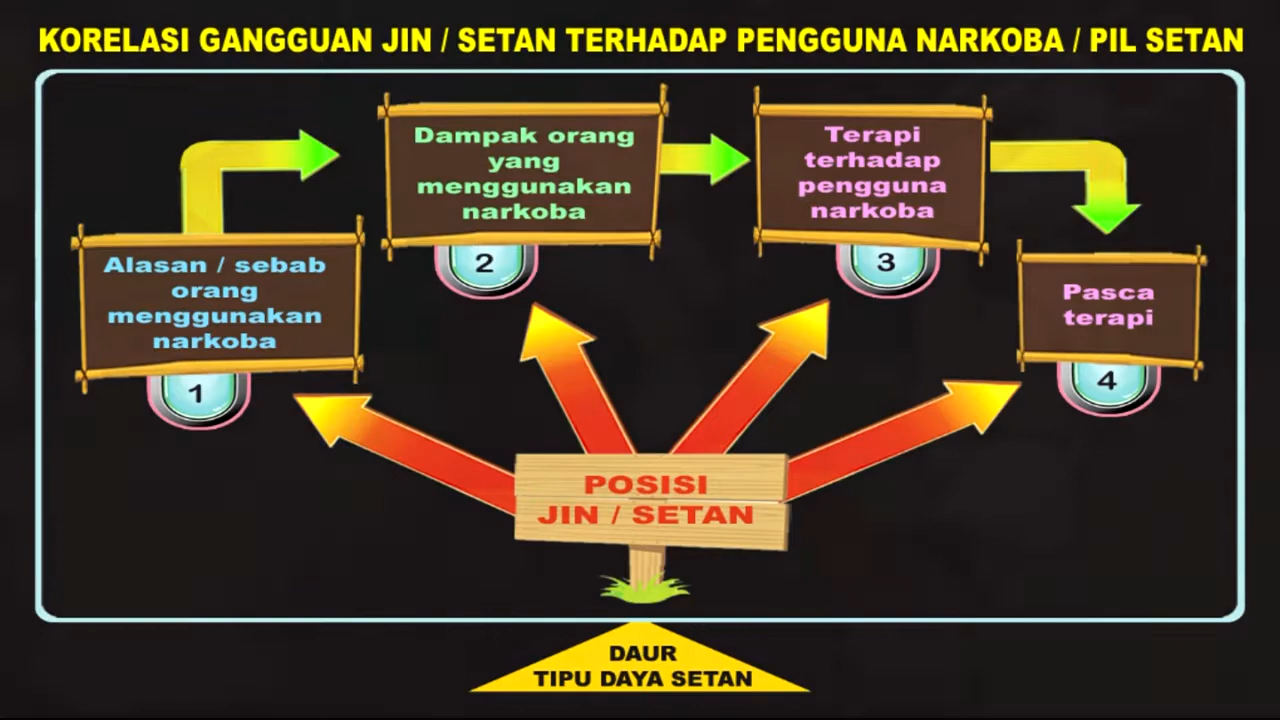 KORELASI GANGGUAN JIN / SETAN TERHADAP PENGGUNA NARKOBA / PIL SETAN
Alasan / sebab
orang
menggunakan
narkoba
1
Dampak orang
yang
menggunakan
narkoba
2
Terapi
terhadap
pengguna
narkoba
3
Pasca
terapi
4
POSISI
JIN / SETAN
DAUR
TIPU DAYA SETAN